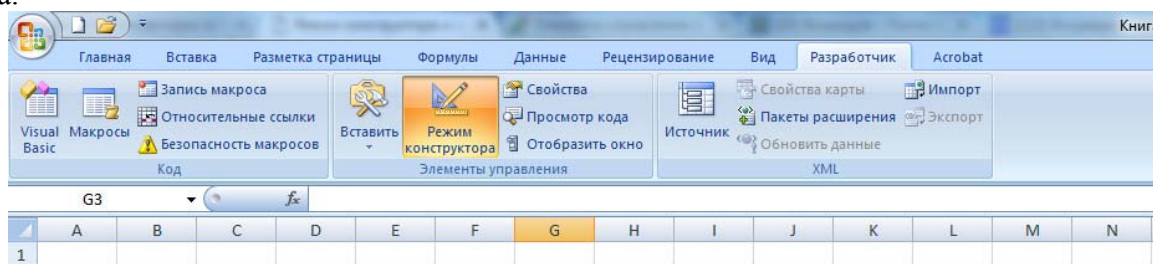 Книг
Главная Вставка Разметка страницы Формулы Данные Рецензирование Вид Разработчик Acrobat
Visual Basic
Макросы
Запись макроса
Относительные ссылки
Безопасность макросов
Код
Вставить
Режим конструктора
Свойства
Просмотр кода
Отобразить окно
Элементы управления
Источник
Свойства карты
Пакеты расширения
Обновить данные
Импорт
Экспорт
XML
G3 fx
A B C D E F G H I J K L M N
1